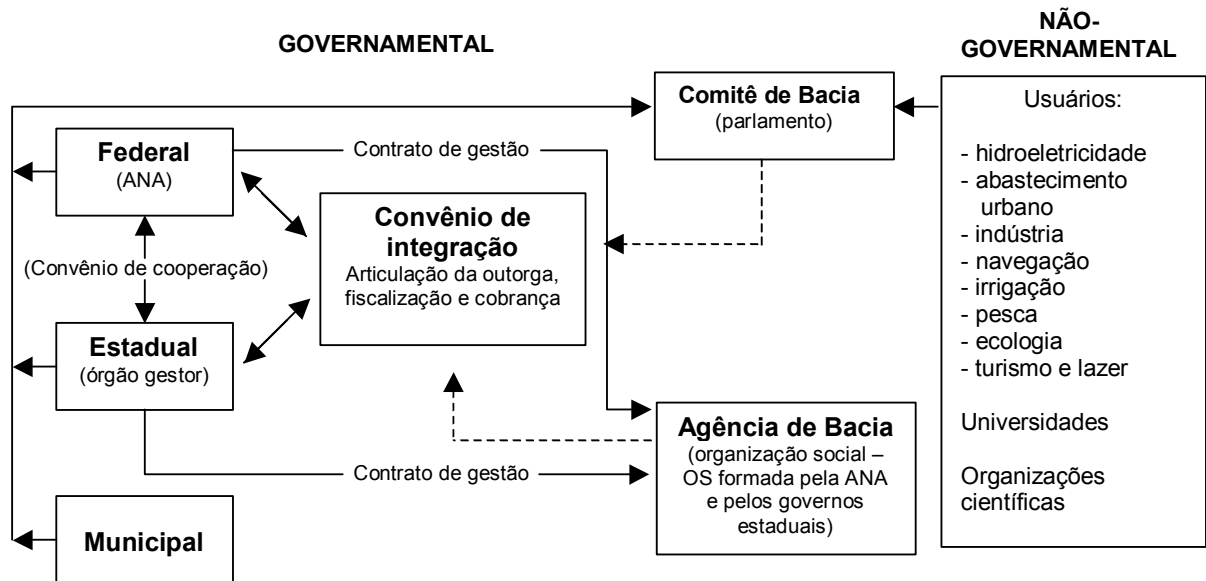 GOVERNAMENTAL
NÃO-
GOVERNAMENTAL
Comitê de Bacia
(parlamento)
Federal
(ANA)
Contrato de gestão
Convênio de
integração
Articulação da outorga,
fiscalização e cobrança
(Convênio de cooperação)
Estadual
(órgão gestor)
Contrato de gestão
Agência de Bacia
(organização social –
OS formada pela ANA
e pelos governos
estaduais)
Municipal
Usuários:
- hidroeletricidade
- abastecimento
urbano
- indústria
- navegação
- irrigação
- pesca
- ecologia
- turismo e lazer
Universidades
Organizações
científicas